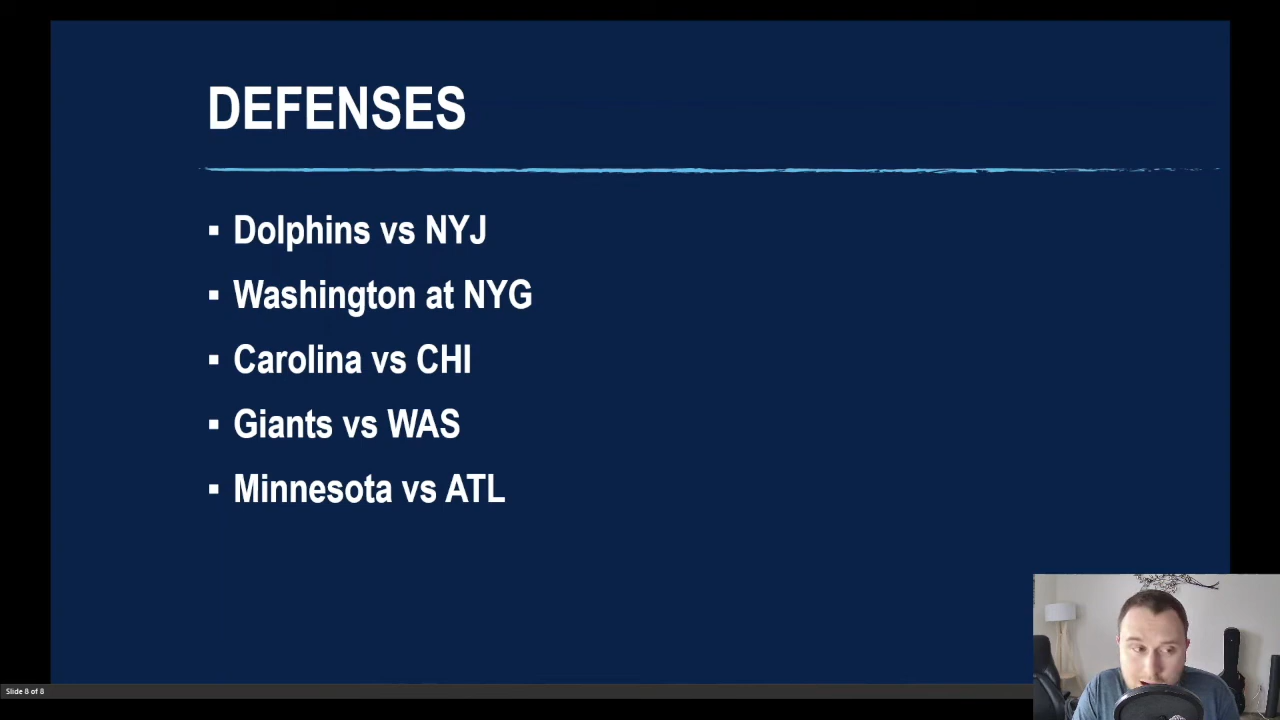 DEFENSES
▪ Dolphins vs NYJ
▪ Washington at NYG
▪ Carolina vs CHI
▪ Giants vs WAS
▪ Minnesota vs ATL
Slide 8 of 8